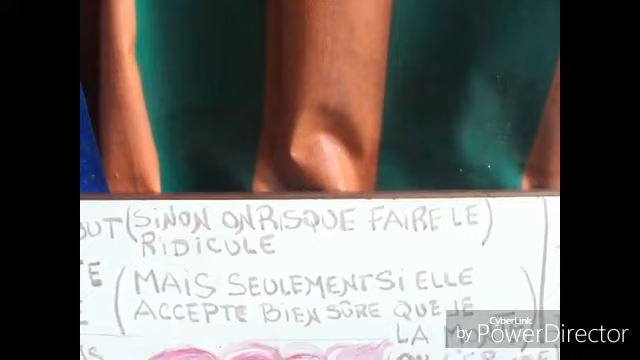 (SINON ON RISQUE FAIRE LE)
RIDICULE
(MAIS SEULEMENT SI ELLE
ACCEPTE BIEN SÛRE QUE JE
LA
CyberLink
by PowerDirector